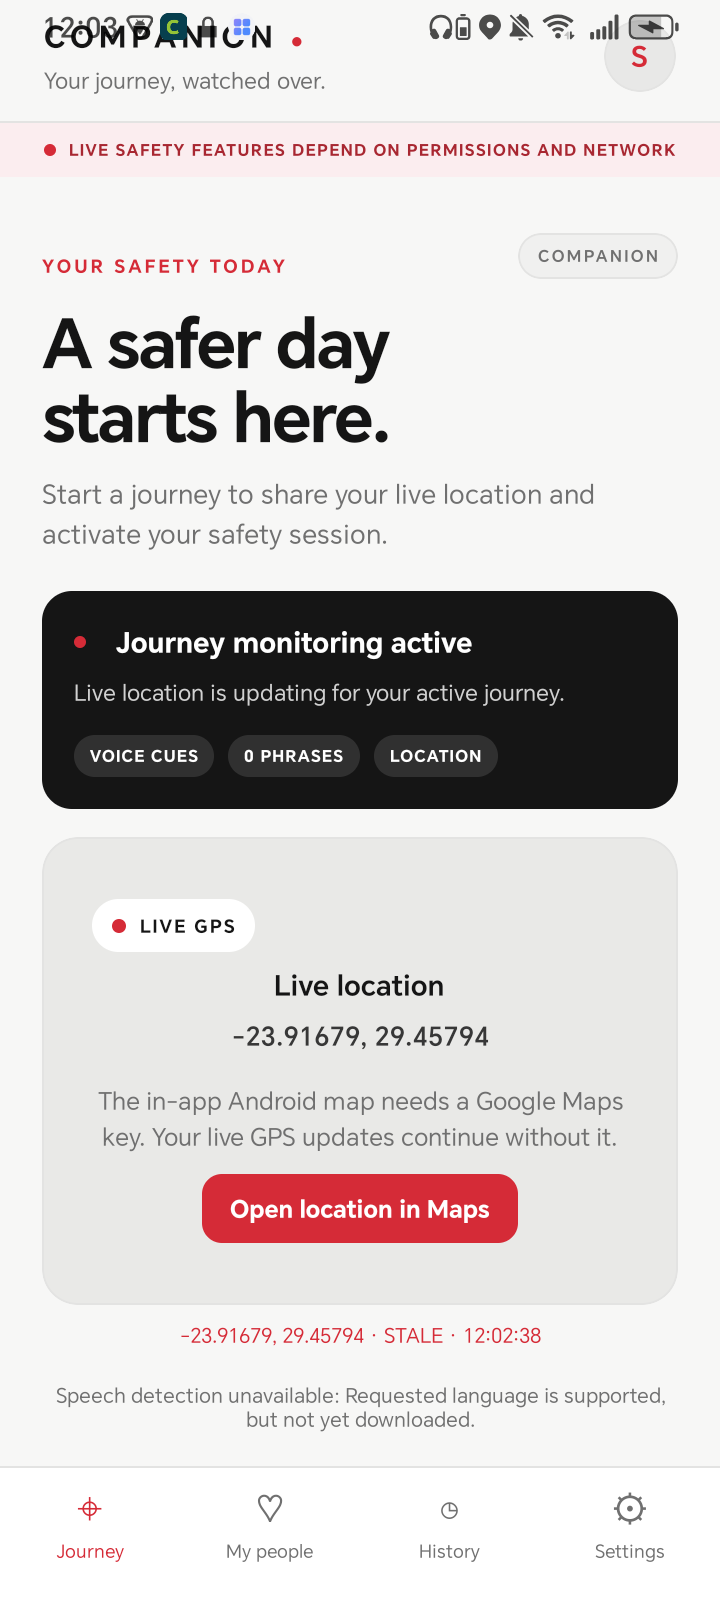 12:03
COMPANION
S
Your journey, watched over.
LIVE SAFETY FEATURES DEPEND ON PERMISSIONS AND NETWORK
COMPANION
YOUR SAFETY TODAY
A safer day
starts here.
Start a journey to share your live location and
activate your safety session.
Journey monitoring active
Live location is updating for your active journey.
VOICE CUES 0 PHRASES LOCATION
LIVE GPS
Live location
-23.91679, 29.45794
The in-app Android map needs a Google Maps
key. Your live GPS updates continue without it.
Open location in Maps
-23.91679, 29.45794 · STALE · 12:02:38
Speech detection unavailable: Requested language is supported,
but not yet downloaded.
Journey My people History Settings